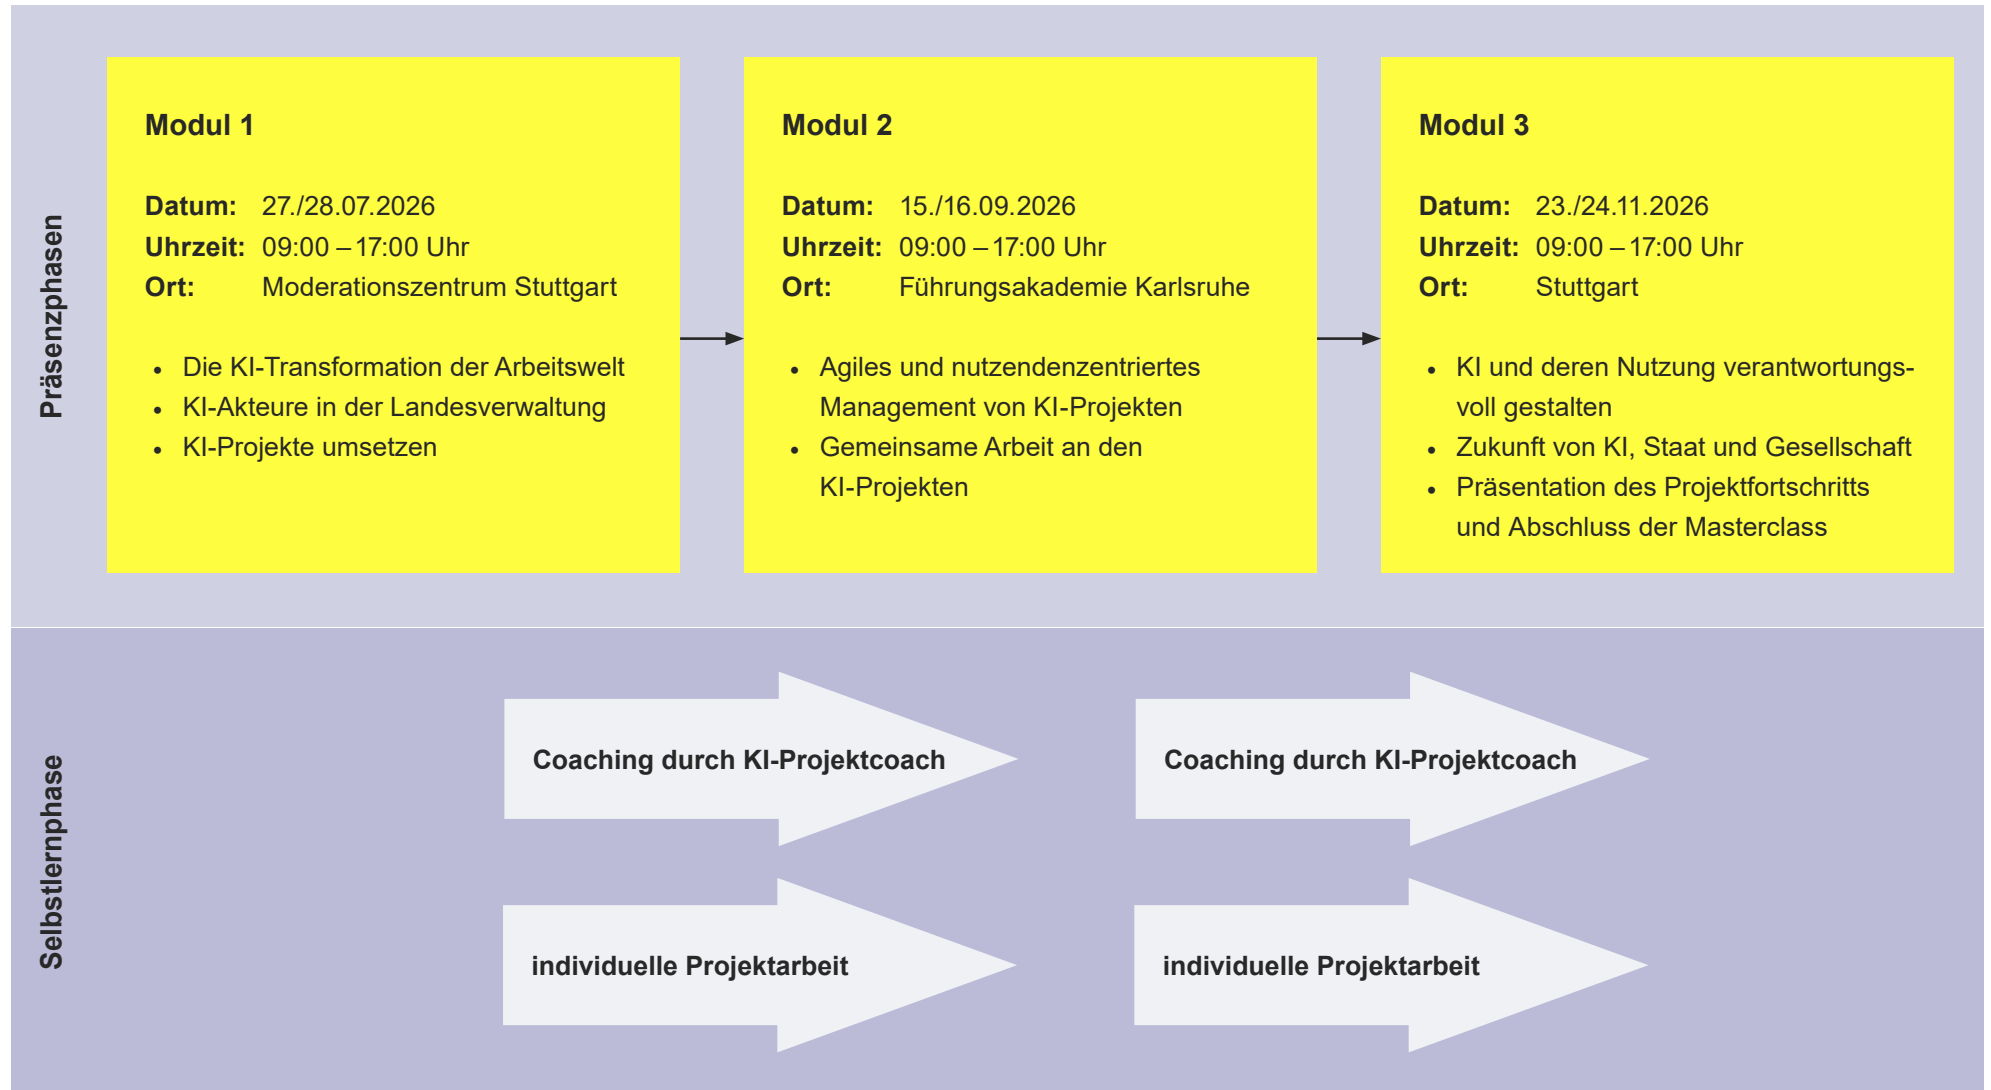 Präsenzphasen
Modul 1
Datum: 27./28.07.2026
Uhrzeit: 09:00 – 17:00 Uhr
Ort: Moderationszentrum Stuttgart
• Die KI-Transformation der Arbeitswelt
• KI-Akteure in der Landesverwaltung
• KI-Projekte umsetzen
Modul 2
Datum: 15./16.09.2026
Uhrzeit: 09:00 – 17:00 Uhr
Ort: Führungsakademie Karlsruhe
• Agiles und nutzendenzentriertes
Management von KI-Projekten
• Gemeinsame Arbeit an den
KI-Projekten
Modul 3
Datum: 23./24.11.2026
Uhrzeit: 09:00 – 17:00 Uhr
Ort: Stuttgart
• KI und deren Nutzung verantwortungs-
voll gestalten
• Zukunft von KI, Staat und Gesellschaft
• Präsentation des Projektfortschritts
und Abschluss der Masterclass
Selbstlernphase
Coaching durch KI-Projektcoach
Coaching durch KI-Projektcoach
individuelle Projektarbeit
individuelle Projektarbeit